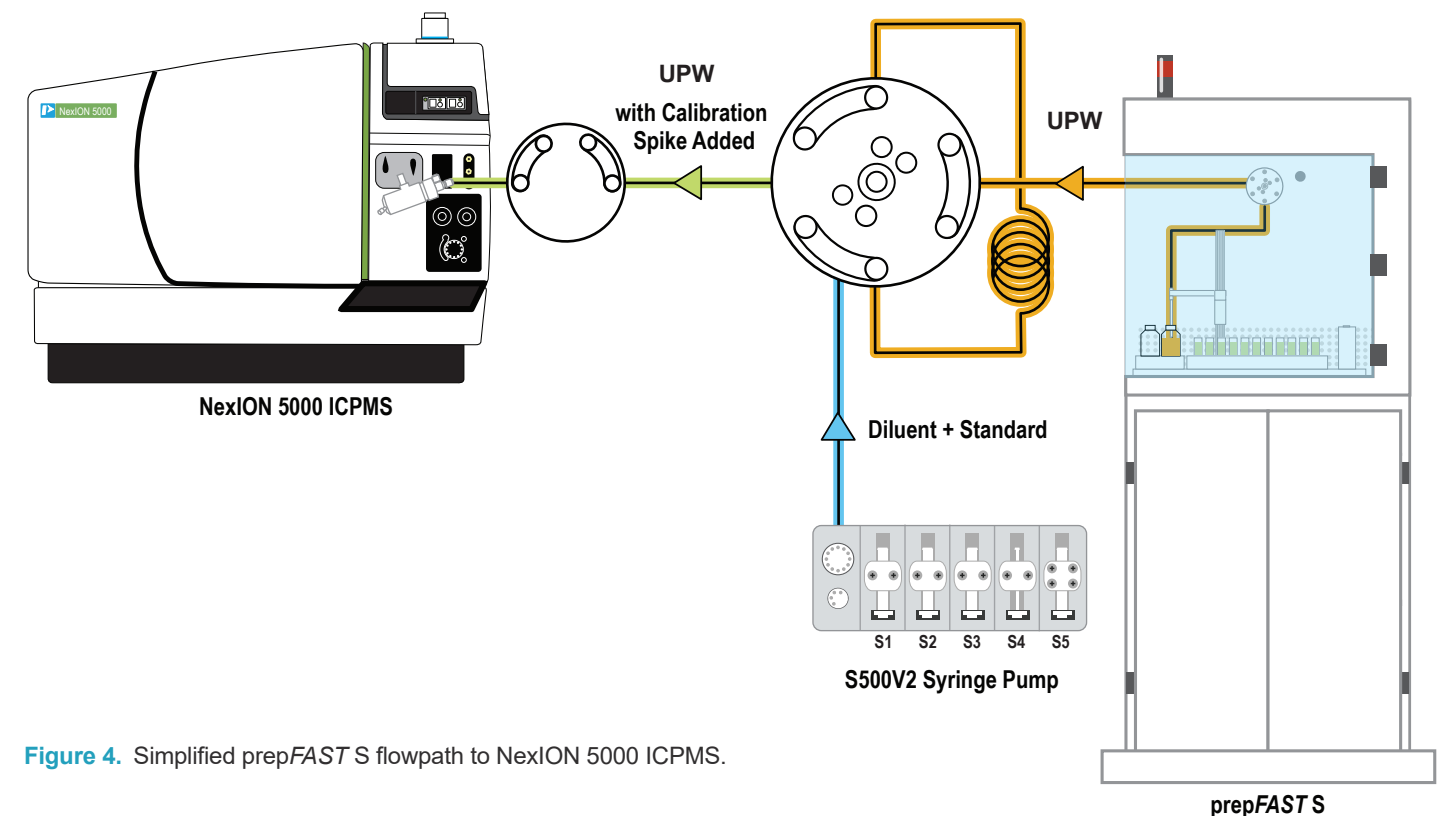 NexION 5000
UPW
with Calibration
Spike Added
UPW
NexION 5000 ICPMS
Diluent + Standard
S1 S2 S3 S4 S5
S500V2 Syringe Pump
Figure 4. Simplified prepFAST S flowpath to NexION 5000 ICPMS.
prepFAST S